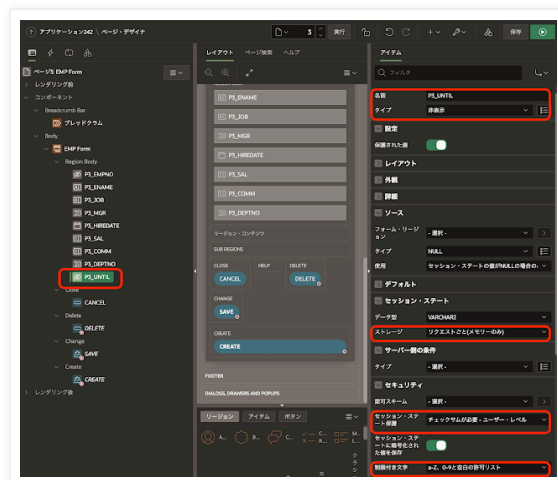 アプリケーション242 \ ページ・デザイナ
3
実行
保存
ページ3: EMP Form
レンダリング前
コンポーネント
Breadcrumb Bar
ブレッドクラム
Body
EMP Form
Region Body
P3_EMPNO
P3_ENAME
P3_JOB
P3_MGR
P3_HIREDATE
P3_SAL
P3_COMM
P3_DEPTNO
P3_UNTIL
Close
CANCEL
Delete
DELETE
Change
SAVE
Create
CREATE
レンダリング後
レイアウト ページ検索 ヘルプ
P3_ENAME
P3_JOB
P3_MGR
P3_HIREDATE
P3_SAL
P3_COMM
P3_DEPTNO
リージョン・コンテンツ
SUB REGIONS
CLOSE HELP DELETE
CANCEL DELETE
CHANGE
SAVE
CREATE
CREATE
FOOTER
DIALOGS, DRAWERS AND POPUPS
リージョン アイテム ボタン
A... B... C... C... M...
R... L...
アイテム
フィルタ
名前 P3_UNTIL
タイプ 非表示
設定
保護された値
レイアウト
外観
詳細
ソース
フォーム・リージョン - 選択 -
タイプ NULL
使用 セッション・ステートの値がNULLの場合の..
デフォルト
セッション・ステート
データ型 VARCHAR2
ストレージ リクエストごと(メモリーのみ)
サーバー側の条件
タイプ - 選択 -
セキュリティ
認可スキーム - 選択 -
セッション・ステート保護 チェックサムが必要 - ユーザー・レベル
セッション・ステートに暗号化された値を保存
制限付き文字 a-Z、0-9と空白の許可リスト